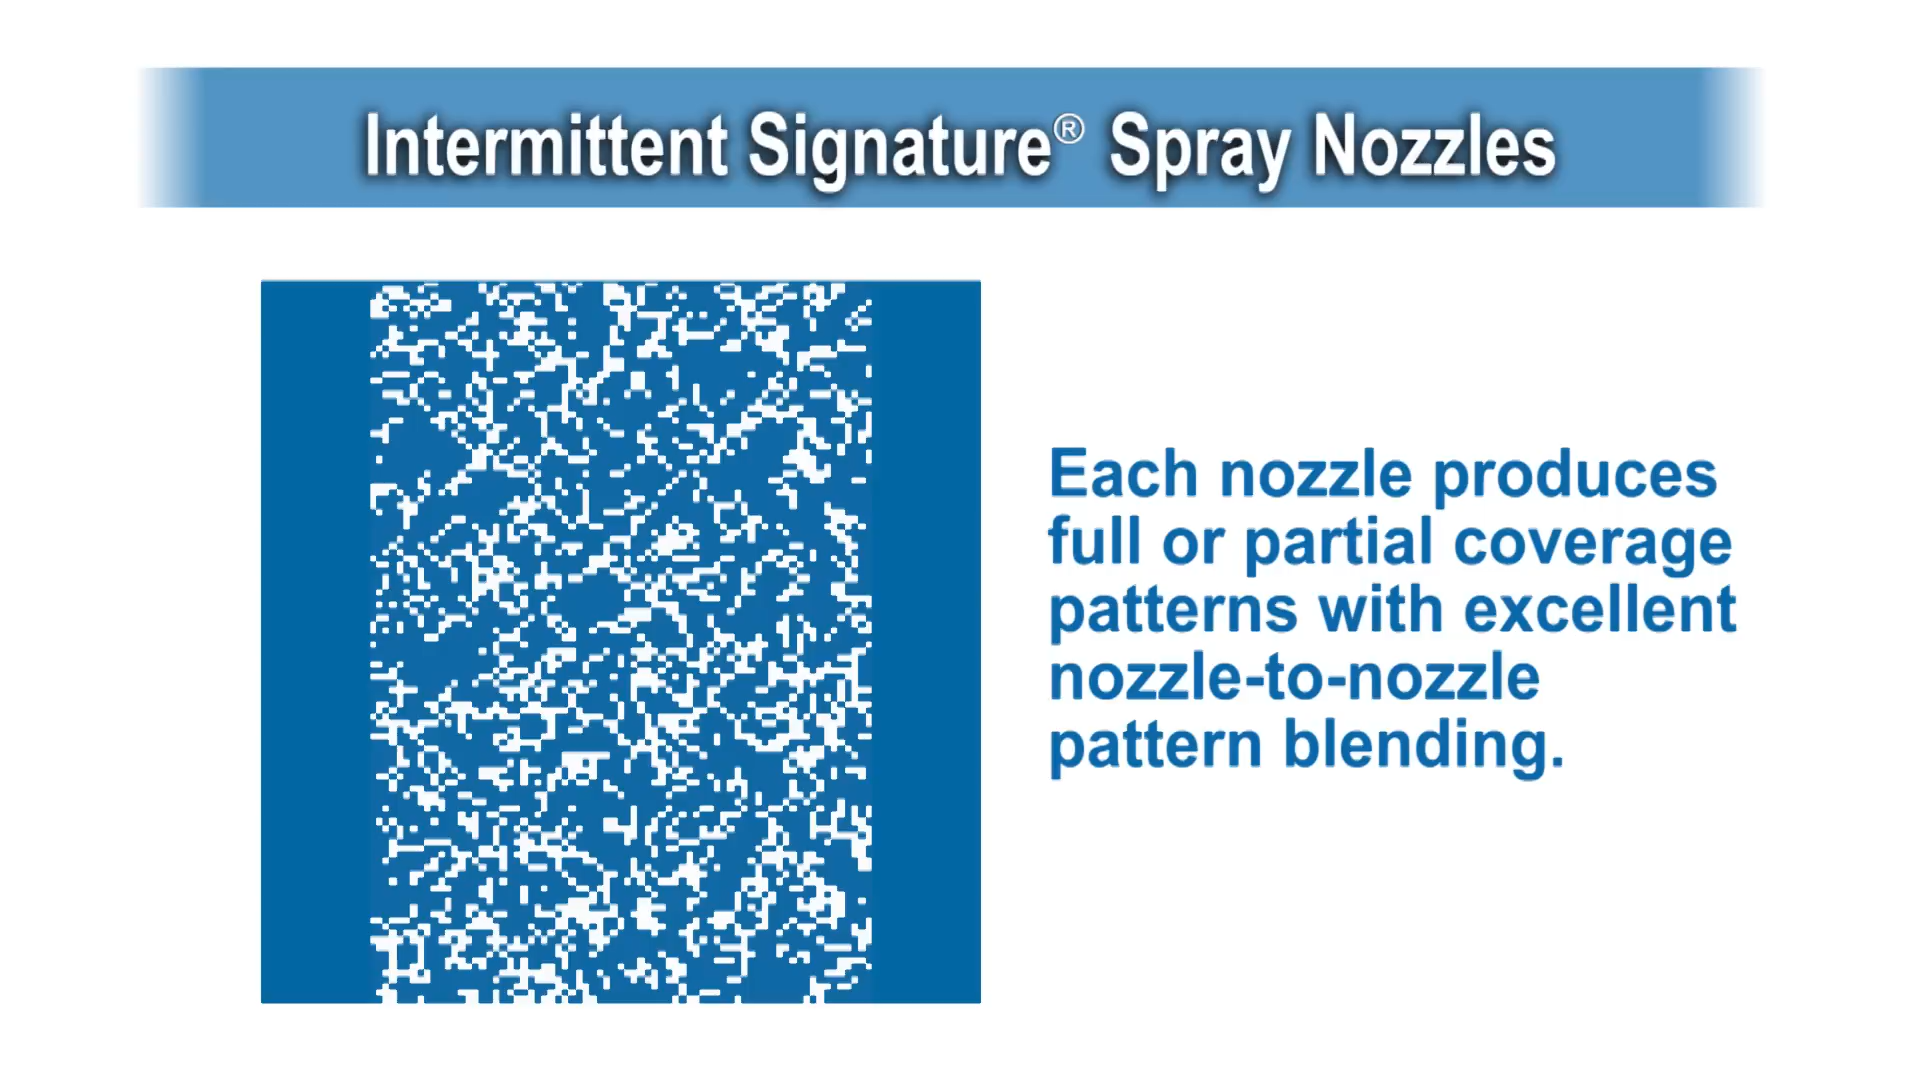 Intermittent Signature® Spray Nozzles
Each nozzle produces
full or partial coverage
patterns with excellent
nozzle-to-nozzle
pattern blending.